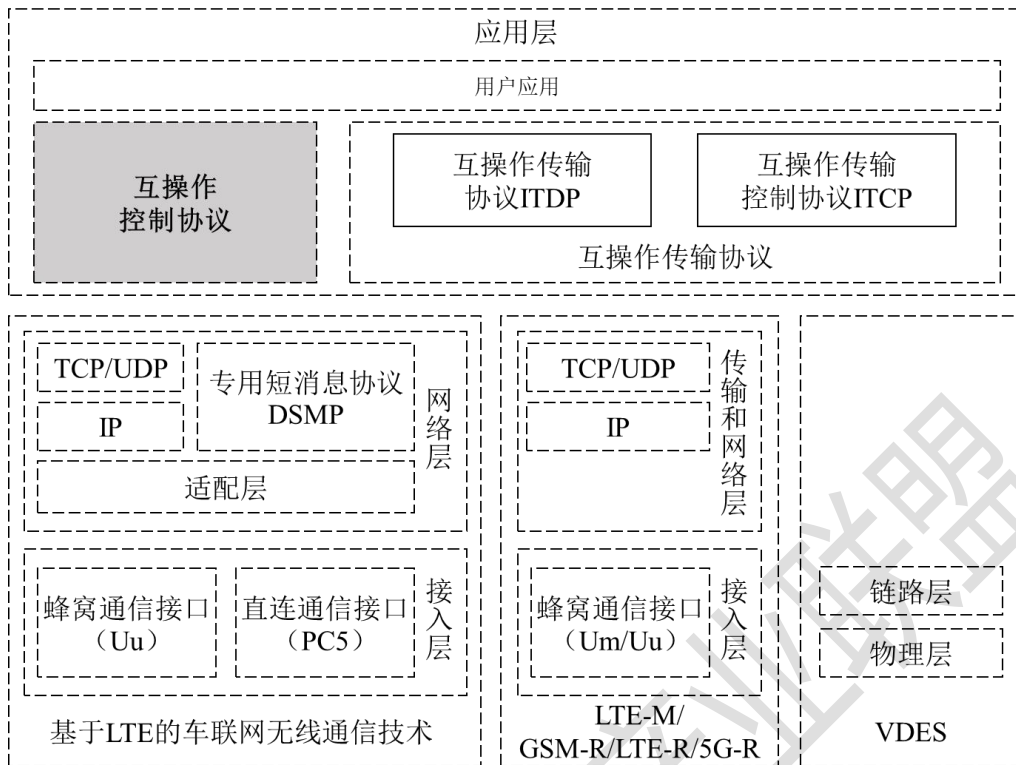 应用层
用户应用
互操作
控制协议
互操作传输
协议ITDP
互操作传输
控制协议ITCP
互操作传输协议
TCP/UDP
IP
专用短消息协议
DSMP
适配层
网络层
蜂窝通信接口
（Uu）
直连通信接口
（PC5）
接入层
基于LTE的车联网无线通信技术
TCP/UDP
IP
传输和网络层
蜂窝通信接口
（Um/Uu）
接入层
LTE-M/
GSM-R/LTE-R/5G-R
链路层
物理层
VDES
产业联盟